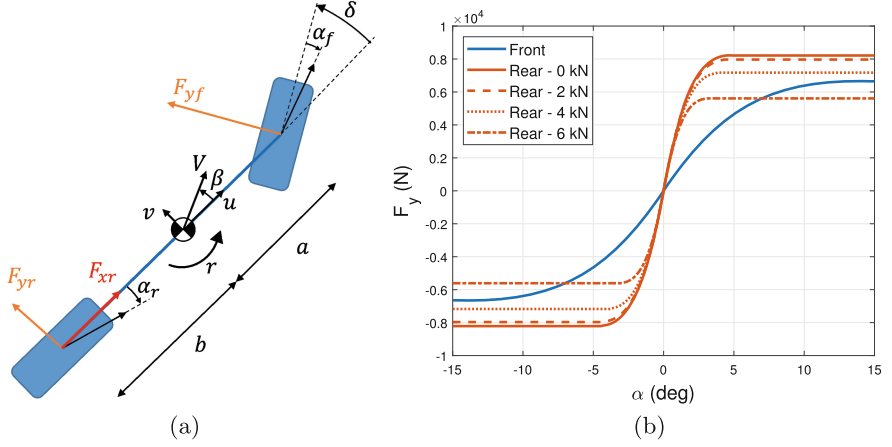 δ
α_f
F_yf
V
β
u
v
a
r
F_xr
F_yr
α_r
b
(a)
×10^4
1
0.8
0.6
0.4
0.2
0
-0.2
-0.4
-0.6
-0.8
-1
F_y (N)
Front
Rear - 0 kN
Rear - 2 kN
Rear - 4 kN
Rear - 6 kN
-15 -10 -5 0 5 10 15
α (deg)
(b)